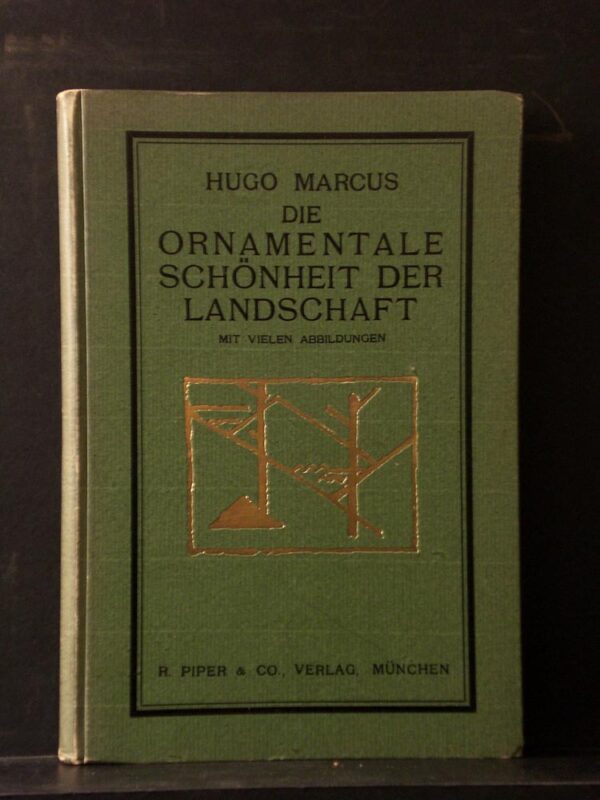 HUGO MARCUS
DIE
ORNAMENTALE
SCHÖNHEIT DER
LANDSCHAFT
MIT VIELEN ABBILDUNGEN
R. PIPER & CO., VERLAG, MÜNCHEN